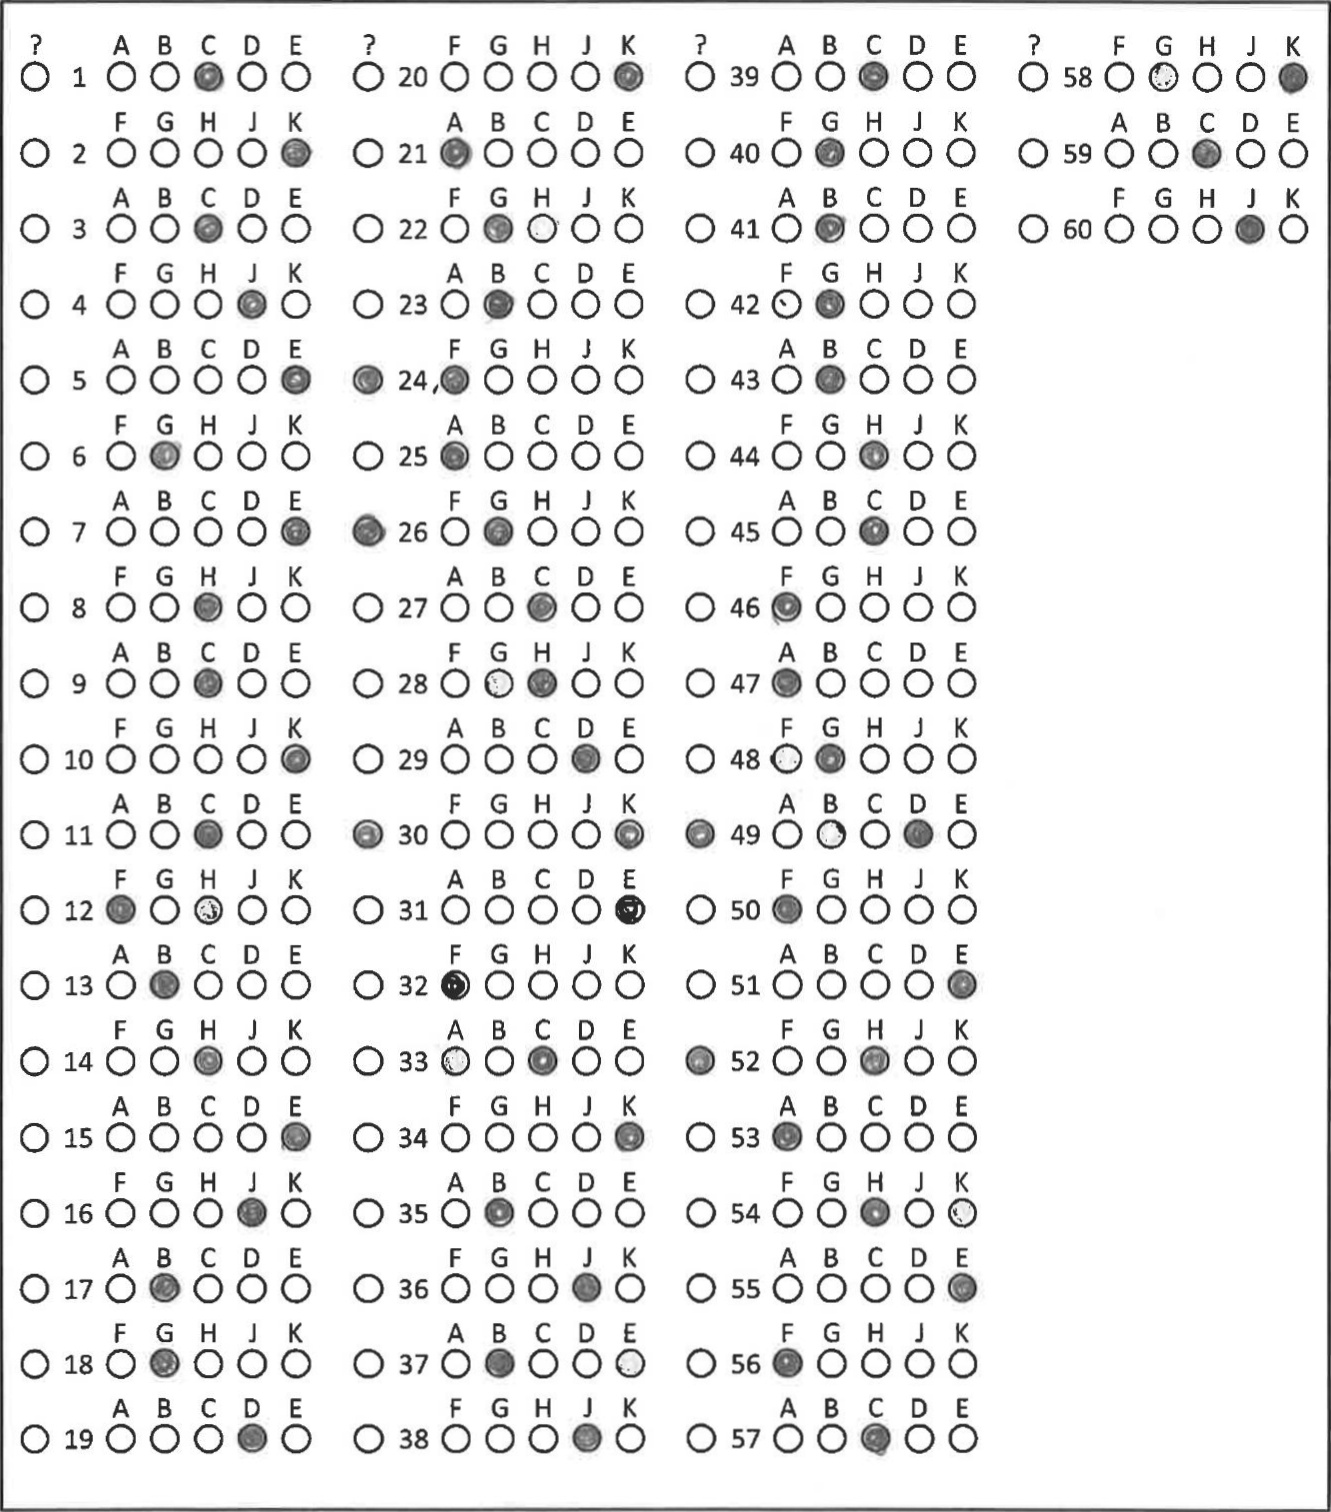 ? A B C D E
1
F G H J K
2
A B C D E
3
F G H J K
4
A B C D E
5
F G H J K
6
A B C D E
7
F G H J K
8
A B C D E
9
F G H J K
10
A B C D E
11
F G H J K
12
A B C D E
13
F G H J K
14
A B C D E
15
F G H J K
16
A B C D E
17
F G H J K
18
A B C D E
19
? F G H J K
20
A B C D E
21
F G H J K
22
A B C D E
23
F G H J K
24
A B C D E
25
F G H J K
26
A B C D E
27
F G H J K
28
A B C D E
29
F G H J K
30
A B C D E
31
F G H J K
32
A B C D E
33
F G H J K
34
A B C D E
35
F G H J K
36
A B C D E
37
F G H J K
38
? A B C D E
39
F G H J K
40
A B C D E
41
F G H J K
42
A B C D E
43
F G H J K
44
A B C D E
45
F G H J K
46
A B C D E
47
F G H J K
48
A B C D E
49
F G H J K
50
A B C D E
51
F G H J K
52
A B C D E
53
F G H J K
54
A B C D E
55
F G H J K
56
A B C D E
57
? F G H J K
58
A B C D E
59
F G H J K
60